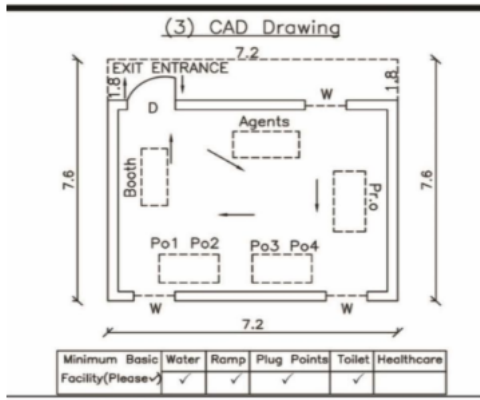 (3) CAD Drawing
7.2
EXIT ENTRANCE
1.8
1.8
D
W
Agents
Booth
Pr.o
7.6
7.6
Po1 Po2 Po3 Po4
W
W
7.2
Minimum Basic Water Ramp Plug Points Toilet Healthcare
Facility(Please✓) ✓ ✓ ✓ ✓